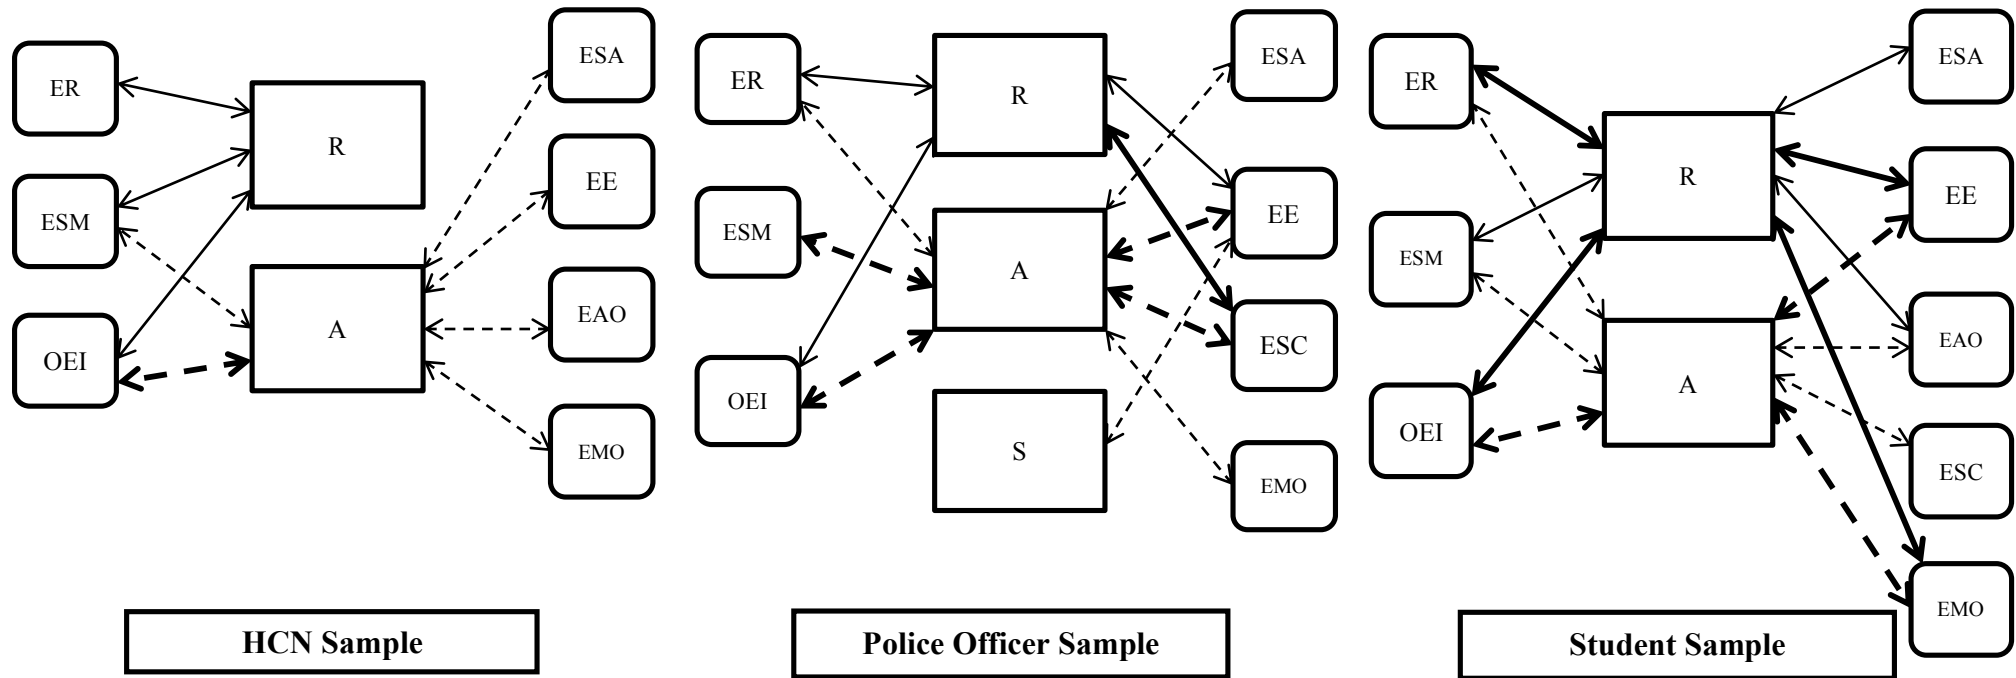 ER
ESM
OEI
R
A
ESA
EE
EAO
EMO
HCN Sample
ER
ESM
OEI
R
A
S
ESA
EE
ESC
EMO
Police Officer Sample
ER
ESM
OEI
R
A
ESA
EE
EAO
ESC
EMO
Student Sample